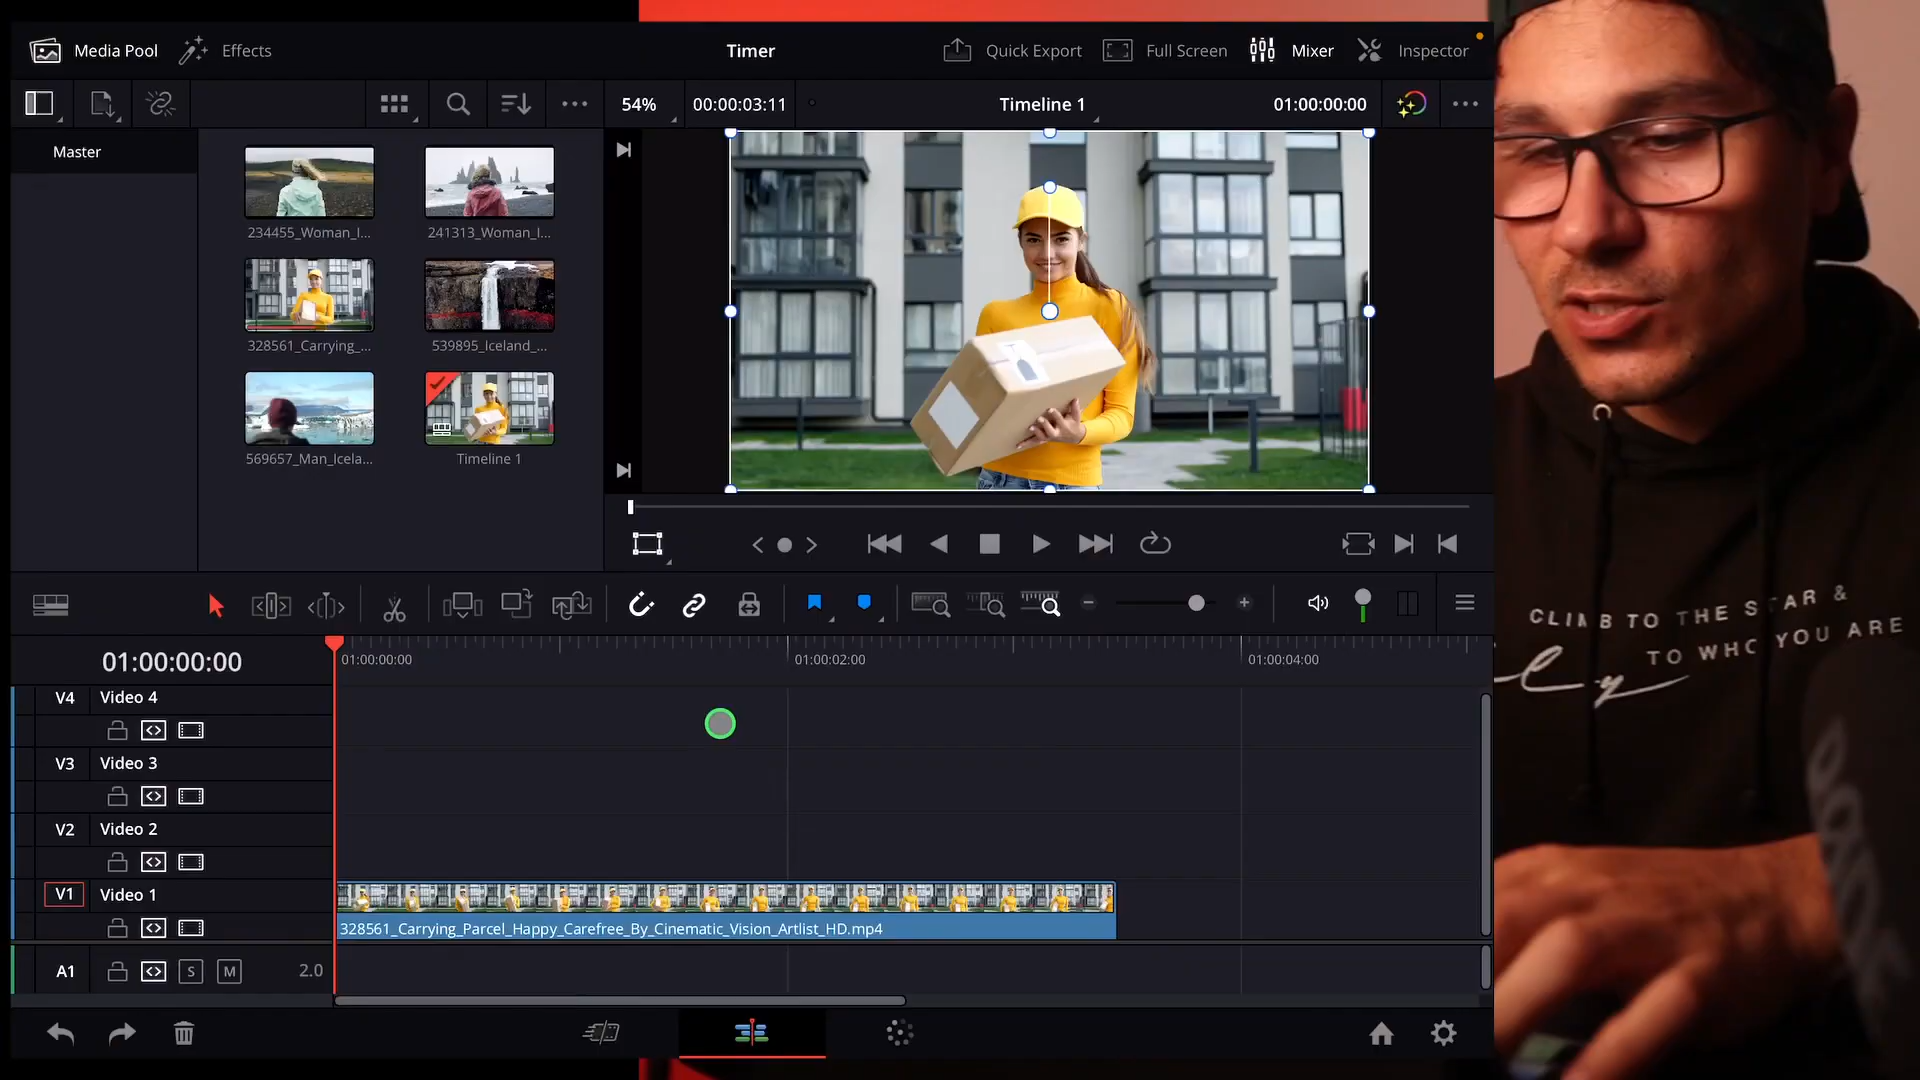 Media Pool
Effects
Timer
Quick Export
Full Screen
Mixer
Inspector
54%
00:00:03:11
Timeline 1
01:00:00:00
Master
234455_Woman_I...
241313_Woman_I...
328561_Carrying_...
539895_Iceland_...
569657_Man_Icela...
Timeline 1
01:00:00:00
01:00:00:00
01:00:02:00
01:00:04:00
V4 Video 4
V3 Video 3
V2 Video 2
V1 Video 1
328561_Carrying_Parcel_Happy_Carefree_By_Cinematic_Vision_Artlist_HD.mp4
A1
S
M
2.0
CLIMB TO THE STAR &
TO WHO YOU ARE